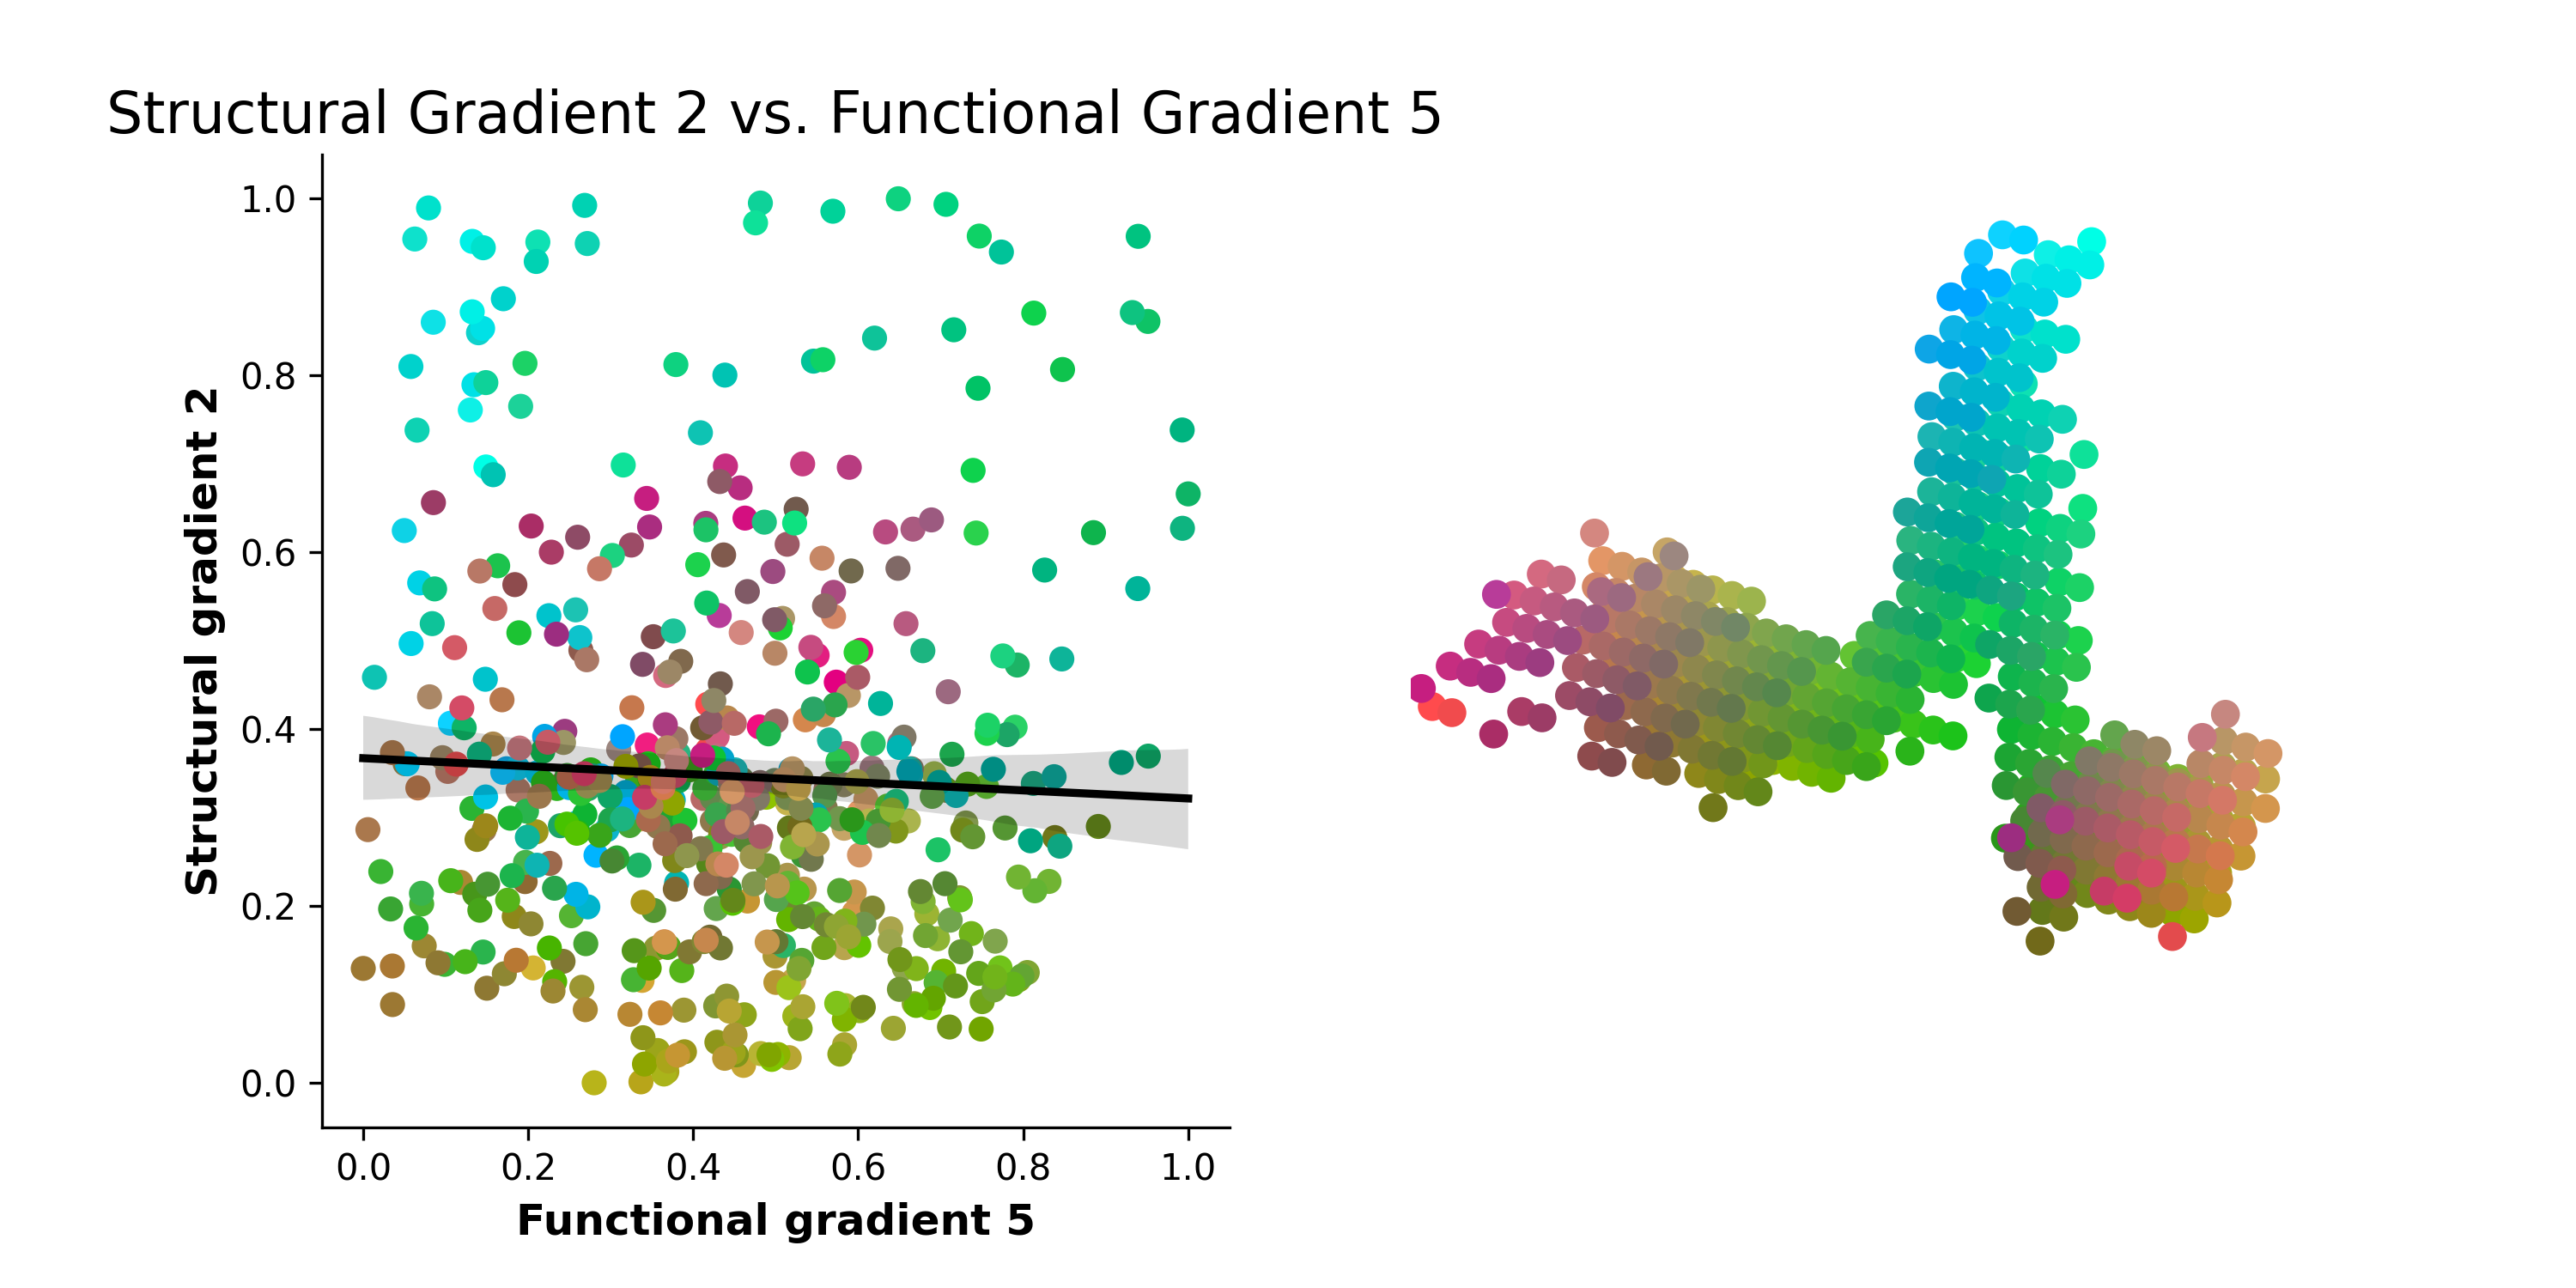 Structural Gradient 2 vs. Functional Gradient 5
Structural gradient 2
1.0
0.8
0.6
0.4
0.2
0.0
0.0 0.2 0.4 0.6 0.8 1.0
Functional gradient 5